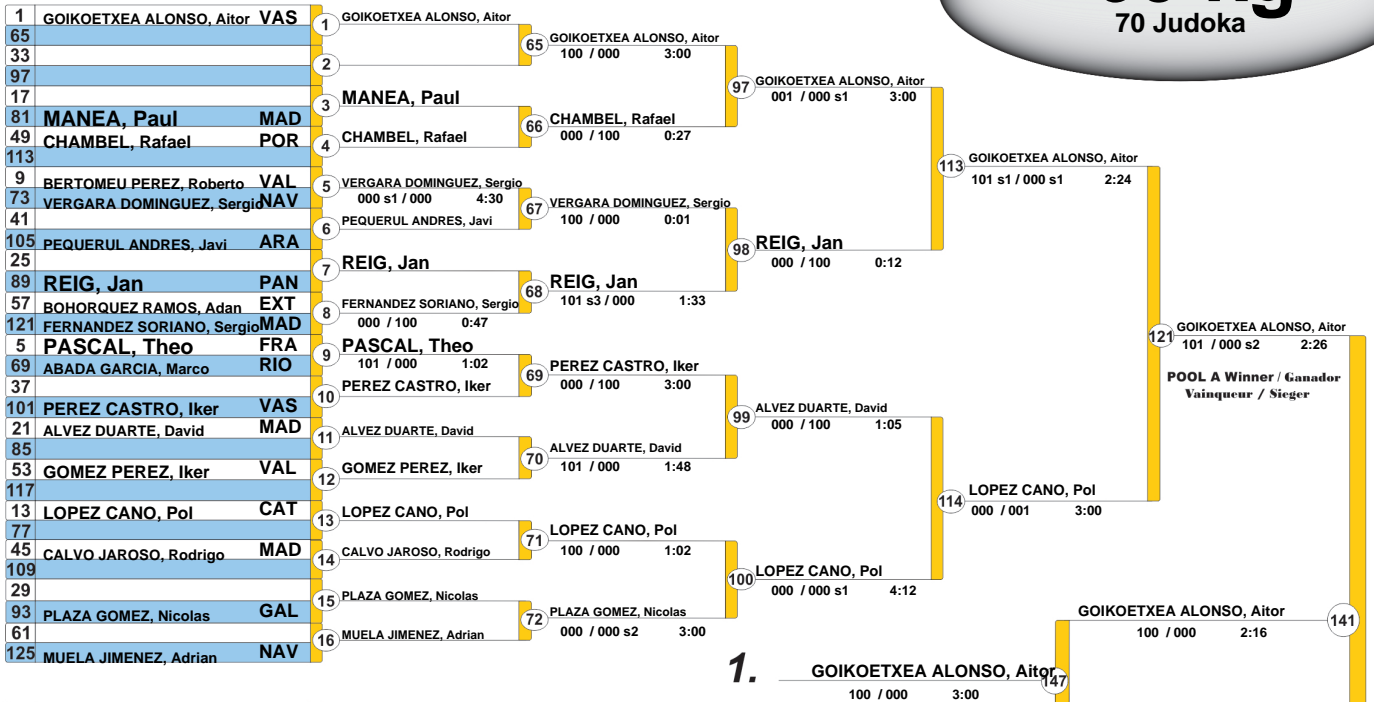 70 Judoka
1 GOIKOETXEA ALONSO, Aitor VAS
65
33
97
17
81 MANEA, Paul MAD
49 CHAMBEL, Rafael POR
113
9 BERTOMEU PEREZ, Roberto VAL
73 VERGARA DOMINGUEZ, Sergio NAV
41
105 PEQUERUL ANDRES, Javi ARA
25
89 REIG, Jan PAN
57 BOHORQUEZ RAMOS, Adan EXT
121 FERNANDEZ SORIANO, Sergio MAD
5 PASCAL, Theo FRA
69 ABADA GARCIA, Marco RIO
37
101 PEREZ CASTRO, Iker VAS
21 ALVEZ DUARTE, David MAD
85
53 GOMEZ PEREZ, Iker VAL
117
13 LOPEZ CANO, Pol CAT
77
45 CALVO JAROSO, Rodrigo MAD
109
29
93 PLAZA GOMEZ, Nicolas GAL
61
125 MUELA JIMENEZ, Adrian NAV
1 GOIKOETXEA ALONSO, Aitor
2
3 MANEA, Paul
4 CHAMBEL, Rafael
5 VERGARA DOMINGUEZ, Sergio
000 s1 / 000 4:30
6 PEQUERUL ANDRES, Javi
7 REIG, Jan
8 FERNANDEZ SORIANO, Sergio
000 / 100 0:47
9 PASCAL, Theo
101 / 000 1:02
10 PEREZ CASTRO, Iker
11 ALVEZ DUARTE, David
12 GOMEZ PEREZ, Iker
13 LOPEZ CANO, Pol
14 CALVO JAROSO, Rodrigo
15 PLAZA GOMEZ, Nicolas
16 MUELA JIMENEZ, Adrian
65 GOIKOETXEA ALONSO, Aitor
100 / 000 3:00
66 CHAMBEL, Rafael
000 / 100 0:27
67 VERGARA DOMINGUEZ, Sergio
100 / 000 0:01
68 REIG, Jan
101 s3 / 000 1:33
69 PEREZ CASTRO, Iker
000 / 100 3:00
70 ALVEZ DUARTE, David
101 / 000 1:48
71 LOPEZ CANO, Pol
100 / 000 1:02
72 PLAZA GOMEZ, Nicolas
000 / 000 s2 3:00
97 GOIKOETXEA ALONSO, Aitor
001 / 000 s1 3:00
98 REIG, Jan
000 / 100 0:12
99 ALVEZ DUARTE, David
000 / 100 1:05
100 LOPEZ CANO, Pol
000 / 000 s1 4:12
113 GOIKOETXEA ALONSO, Aitor
101 s1 / 000 s1 2:24
114 LOPEZ CANO, Pol
000 / 001 3:00
121 GOIKOETXEA ALONSO, Aitor
101 / 000 s2 2:26
POOL A Winner / Ganador
Vainqueur / Sieger
GOIKOETXEA ALONSO, Aitor 141
100 / 000 2:16
1. GOIKOETXEA ALONSO, Aitor 147
100 / 000 3:00